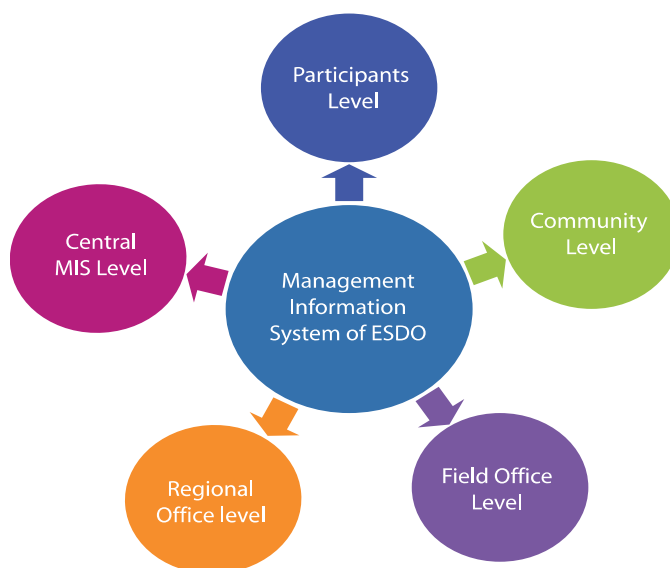 Participants
Level
Community
Level
Central
MIS Level
Management
Information
System of ESDO
Field Office
Level
Regional
Office level